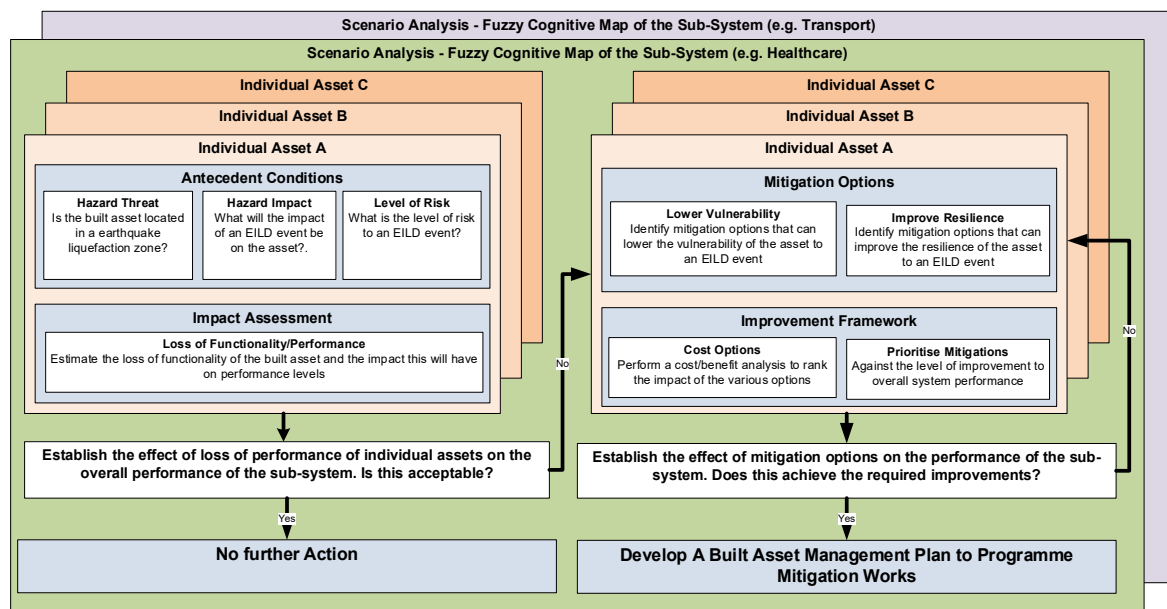 Scenario Analysis - Fuzzy Cognitive Map of the Sub-System (e.g. Transport)
Scenario Analysis - Fuzzy Cognitive Map of the Sub-System (e.g. Healthcare)
Individual Asset C
Individual Asset B
Individual Asset A
Antecedent Conditions
Hazard Threat
Is the built asset located
in a earthquake
liquefaction zone?
Hazard Impact
What will the impact
of an EILD event be
on the asset?.
Level of Risk
What is the level of risk
to an EILD event?
Impact Assessment
Loss of Functionality/Performance
Estimate the loss of functionality of the built asset and the impact this will have
on performance levels
Establish the effect of loss of performance of individual assets on the
overall performance of the sub-system. Is this acceptable?
No
Yes
No further Action
Individual Asset C
Individual Asset B
Individual Asset A
Mitigation Options
Lower Vulnerability
Identify mitigation options that can
lower the vulnerability of the asset to
an EILD event
Improve Resilience
Identify mitigation options that can
improve the resilience of the asset
to an EILD event
Improvement Framework
Cost Options
Perform a cost/benefit analysis to rank
the impact of the various options
Prioritise Mitigations
Against the level of improvement to
overall system performance
Establish the effect of mitigation options on the performance of the sub-
system. Does this achieve the required improvements?
No
Yes
Develop A Built Asset Management Plan to Programme
Mitigation Works